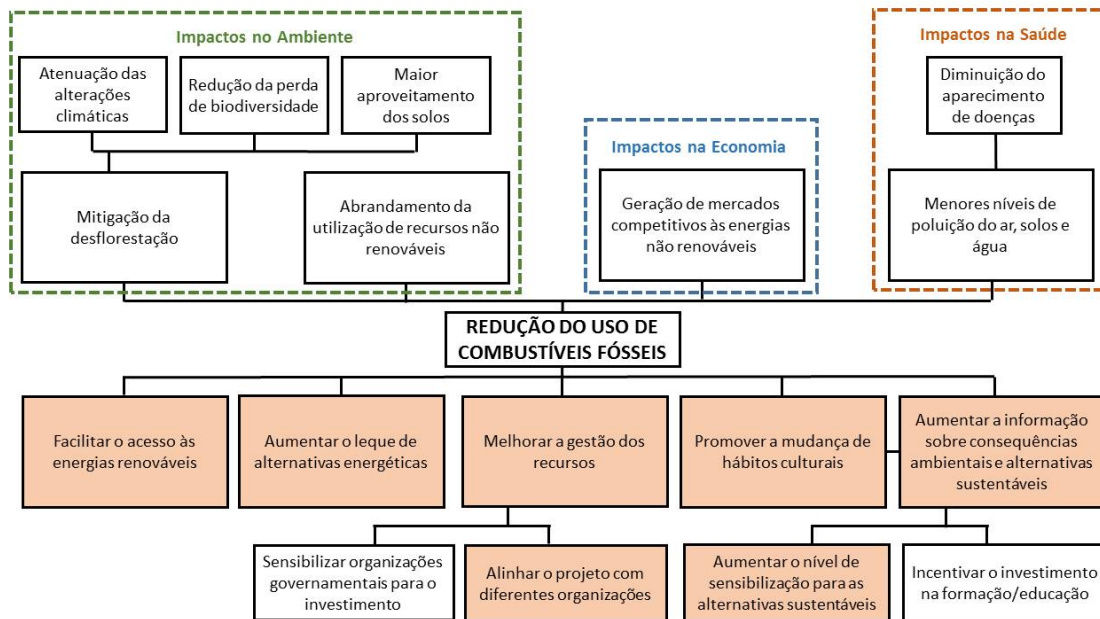 Impactos no Ambiente
Atenuação das
alterações
climáticas
Redução da perda
de biodiversidade
Maior
aproveitamento
dos solos
Mitigação da
desflorestação
Abrandamento da
utilização de recursos não
renováveis
Impactos na Economia
Geração de mercados
competitivos às energias
não renováveis
Impactos na Saúde
Diminuição do
aparecimento
de doenças
Menores níveis de
poluição do ar, solos e
água
REDUÇÃO DO USO DE
COMBUSTÍVEIS FÓSSEIS
Facilitar o acesso às
energias renováveis
Aumentar o leque de
alternativas energéticas
Melhorar a gestão dos
recursos
Promover a mudança de
hábitos culturais
Aumentar a informação
sobre consequências
ambientais e alternativas
sustentáveis
Sensibilizar organizações
governamentais para o
investimento
Alinhar o projeto com
diferentes organizações
Aumentar o nível de
sensibilização para as
alternativas sustentáveis
Incentivar o investimento
na formação/educação